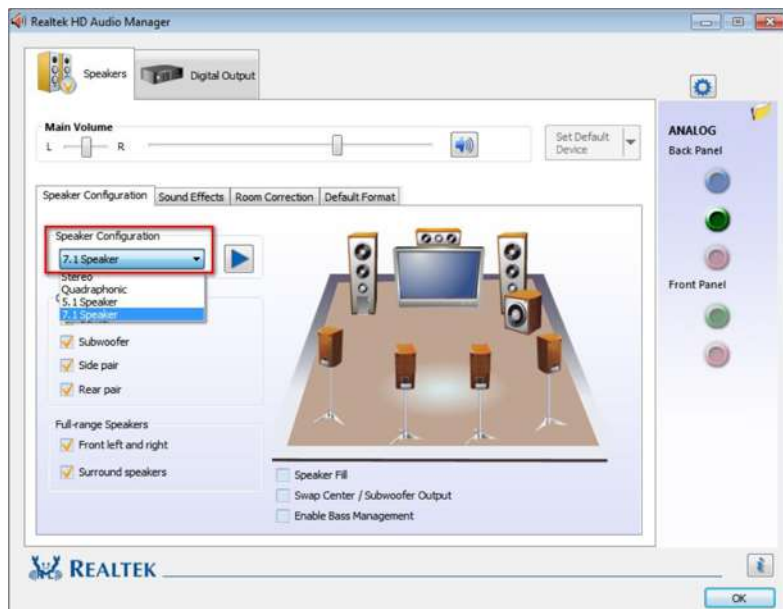 Realtek HD Audio Manager
Speakers
Digital Output
Main Volume
L
R
Set Default
Device
ANALOG
Back Panel
Speaker Configuration
Sound Effects
Room Correction
Default Format
Speaker Configuration
7.1 Speaker
Stereo
Quadraphonic
5.1 Speaker
7.1 Speaker
Subwoofer
Side pair
Rear pair
Front Panel
Full-range Speakers
Front left and right
Surround speakers
Speaker Fill
Swap Center / Subwoofer Output
Enable Bass Management
REALTEK
OK